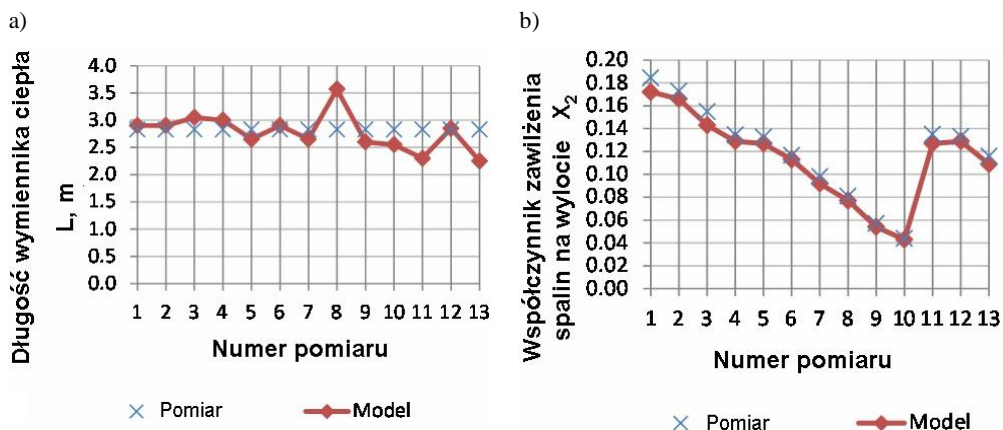 a)
Długość wymiennika ciepła
L, m
4.0
3.5
3.0
2.5
2.0
1.5
1.0
0.5
0.0
1 2 3 4 5 6 7 8 9 10 11 12 13
Numer pomiaru
Pomiar Model
b)
Współczynnik zawilżenia
spalin na wylocie X₂
0.20
0.18
0.16
0.14
0.12
0.10
0.08
0.06
0.04
0.02
0.00
1 2 3 4 5 6 7 8 9 10 11 12 13
Numer pomiaru
Pomiar Model